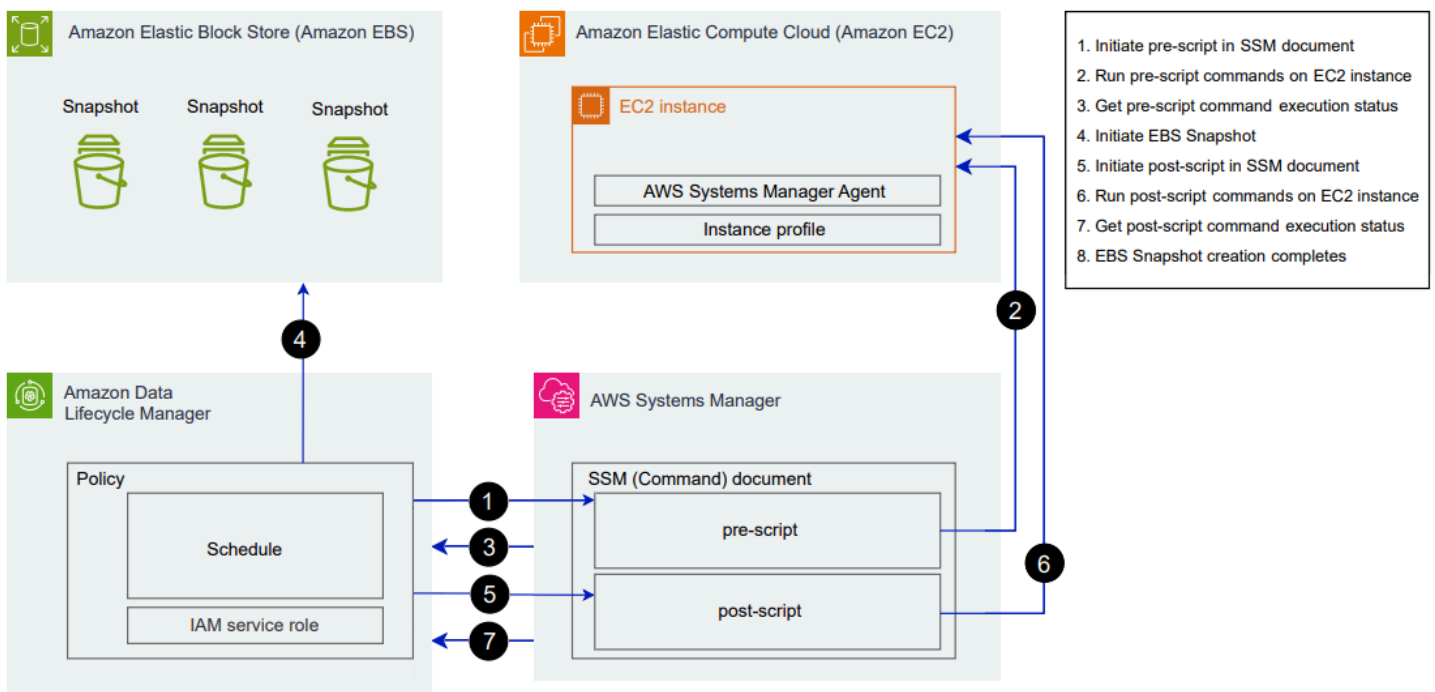 Amazon Elastic Block Store (Amazon EBS)
Snapshot
Snapshot
Snapshot
Amazon Elastic Compute Cloud (Amazon EC2)
EC2 instance
AWS Systems Manager Agent
Instance profile
1. Initiate pre-script in SSM document
2. Run pre-script commands on EC2 instance
3. Get pre-script command execution status
4. Initiate EBS Snapshot
5. Initiate post-script in SSM document
6. Run post-script commands on EC2 instance
7. Get post-script command execution status
8. EBS Snapshot creation completes
4
2
Amazon Data
Lifecycle Manager
Policy
Schedule
IAM service role
1
3
5
7
AWS Systems Manager
SSM (Command) document
pre-script
post-script
6